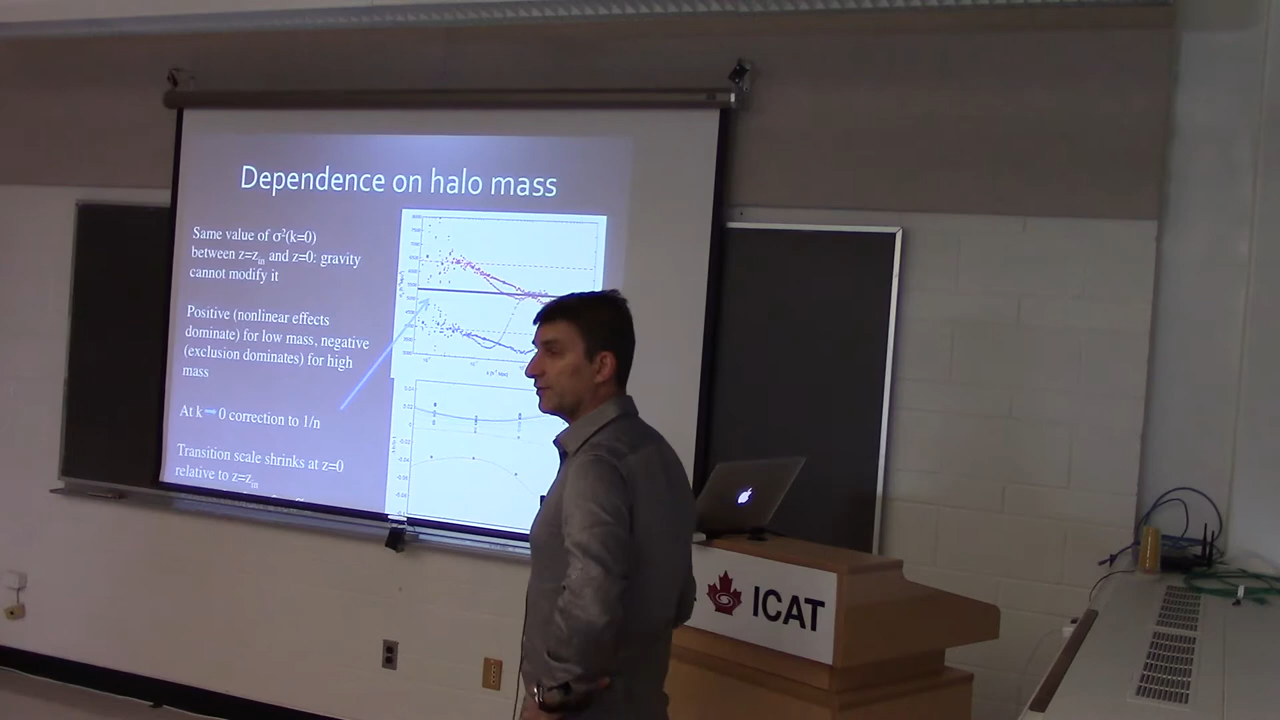 Dependence on halo mass
Same value of σ²(k=0)
between z=z_in and z=0: gravity
cannot modify it
Positive (nonlinear effects
dominate) for low mass, negative
(exclusion dominates) for high
mass
At k ➡ 0 correction to 1/n
Transition scale shrinks at z=0
relative to z=z_in
ICAT